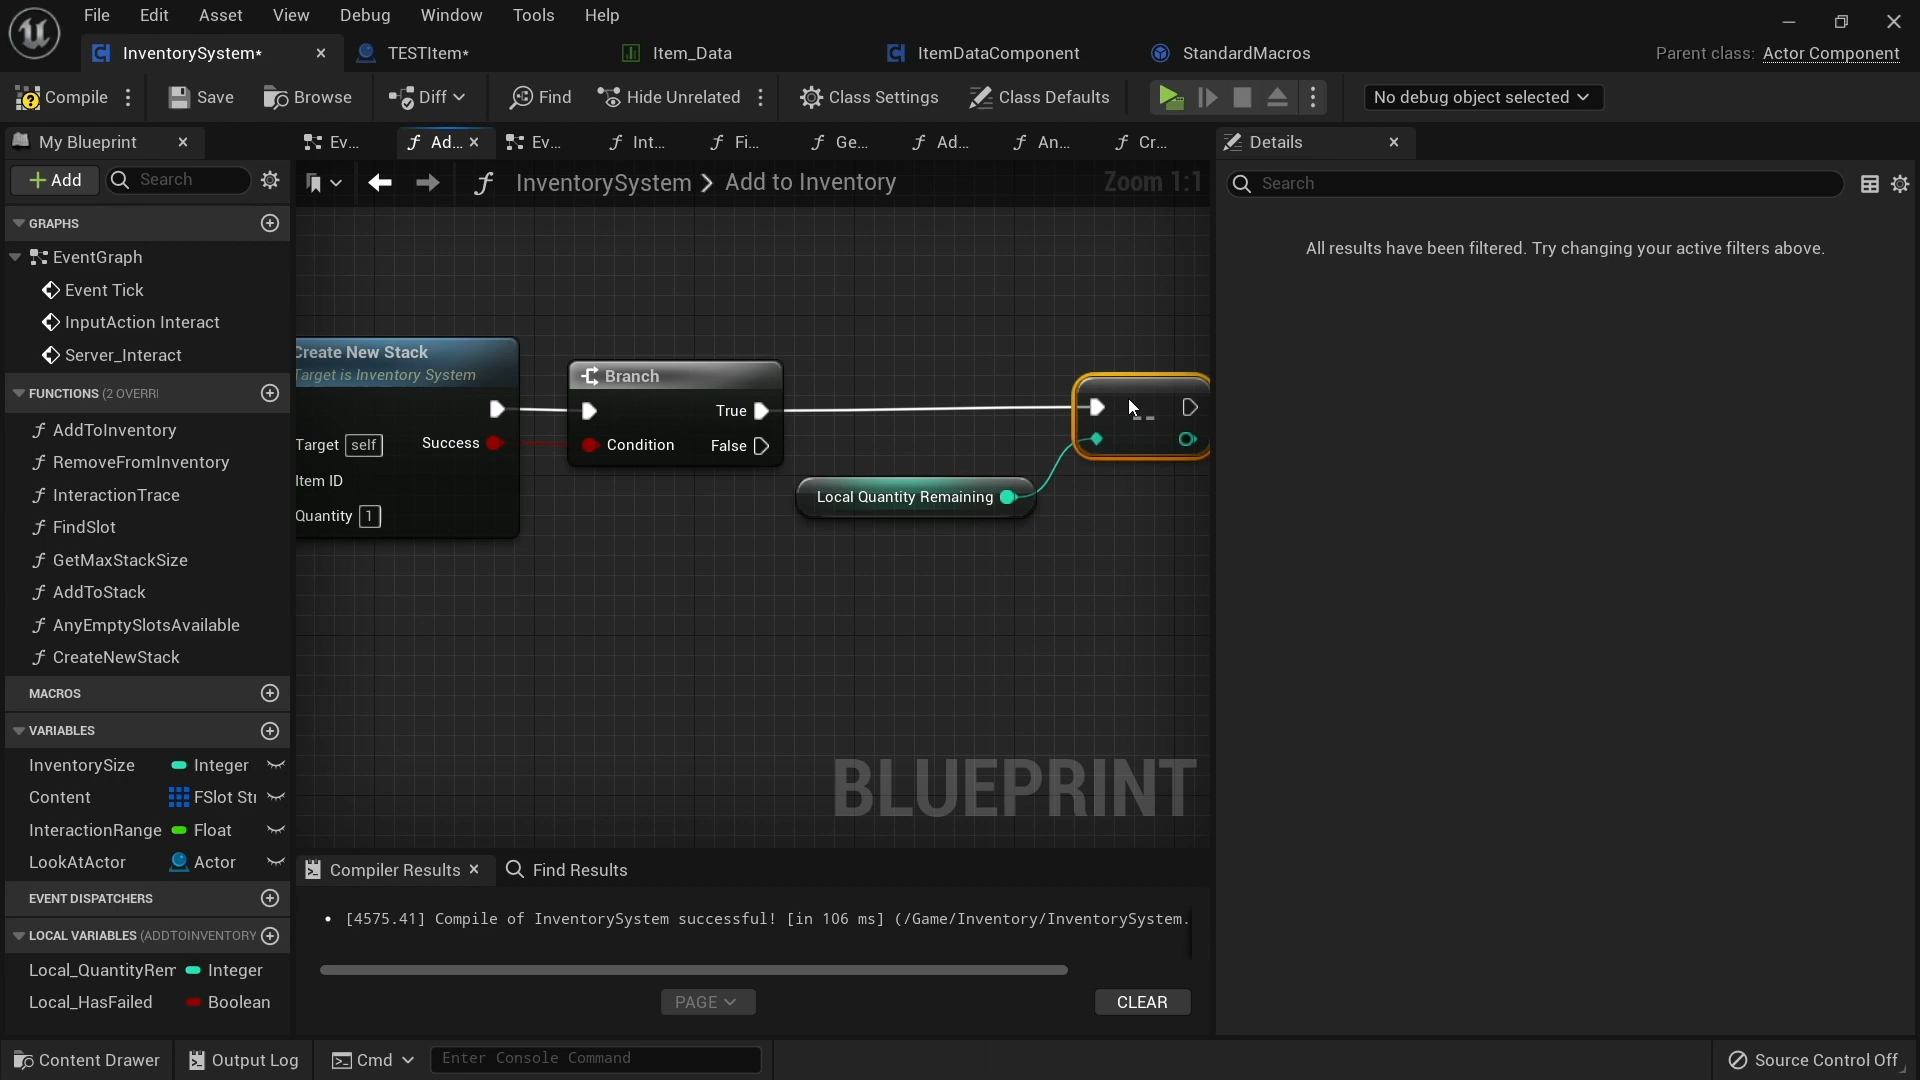 File Edit Asset View Debug Window Tools Help
InventorySystem* TESTItem* Item_Data ItemDataComponent StandardMacros Parent class: Actor Component
Compile Save Browse Diff Find Hide Unrelated Class Settings Class Defaults No debug object selected
My Blueprint Ev... Ad... Ev... Int... Fi... Ge... Ad... An... Cr... Details
+ Add Search InventorySystem > Add to Inventory Zoom 1:1 Search
GRAPHS
All results have been filtered. Try changing your active filters above.
EventGraph
Event Tick
InputAction Interact
Server_Interact
FUNCTIONS (2 OVERRI
AddToInventory
RemoveFromInventory
InteractionTrace
FindSlot
GetMaxStackSize
AddToStack
AnyEmptySlotsAvailable
CreateNewStack
MACROS
VARIABLES
InventorySize Integer
Content FSlot Str
InteractionRange Float
LookAtActor Actor
EVENT DISPATCHERS
LOCAL VARIABLES (ADDTOINVENTORY
Local_QuantityRem Integer
Local_HasFailed Boolean
Create New Stack
Target is Inventory System
Target self Success
Item ID
Quantity 1
Branch
True
Condition False
Local Quantity Remaining
--
BLUEPRINT
Compiler Results Find Results
• [4575.41] Compile of InventorySystem successful! [in 106 ms] (/Game/Inventory/InventorySystem.
PAGE CLEAR
Content Drawer Output Log Cmd Enter Console Command Source Control Off